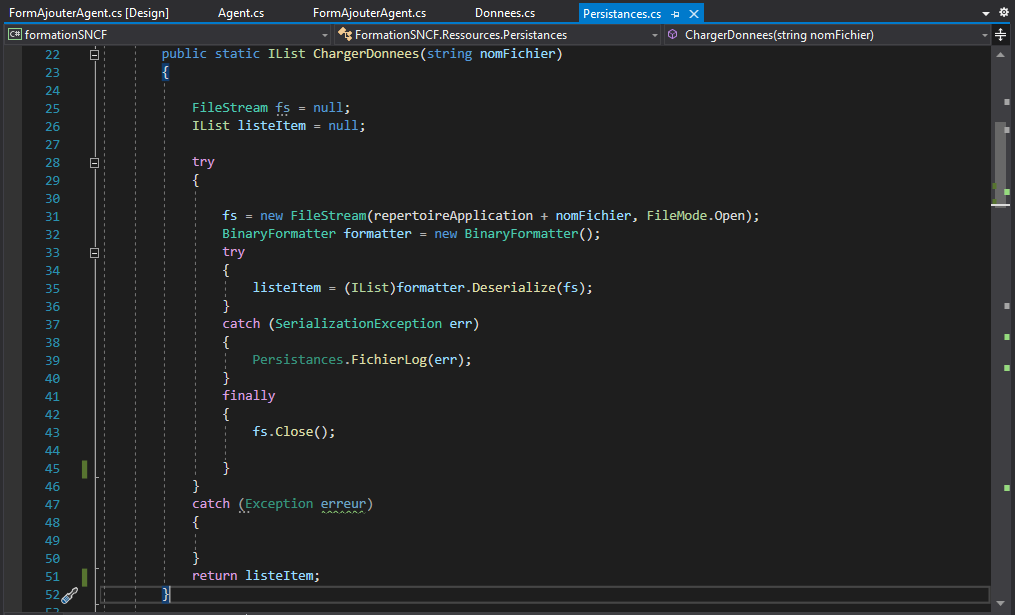 FormAjouterAgent.cs [Design] Agent.cs FormAjouterAgent.cs Donnees.cs Persistances.cs
C# formationSNCF FormationSNCF.Ressources.Persistances ChargerDonnees(string nomFichier)
22 public static IList ChargerDonnees(string nomFichier)
23 {
24
25 FileStream fs = null;
26 IList listeItem = null;
27
28 try
29 {
30
31 fs = new FileStream(repertoireApplication + nomFichier, FileMode.Open);
32 BinaryFormatter formatter = new BinaryFormatter();
33 try
34 {
35 listeItem = (IList)formatter.Deserialize(fs);
36 }
37 catch (SerializationException err)
38 {
39 Persistances.FichierLog(err);
40 }
41 finally
42 {
43 fs.Close();
44
45 }
46 }
47 catch (Exception erreur)
48 {
49
50 }
51 return listeItem;
52 }
53